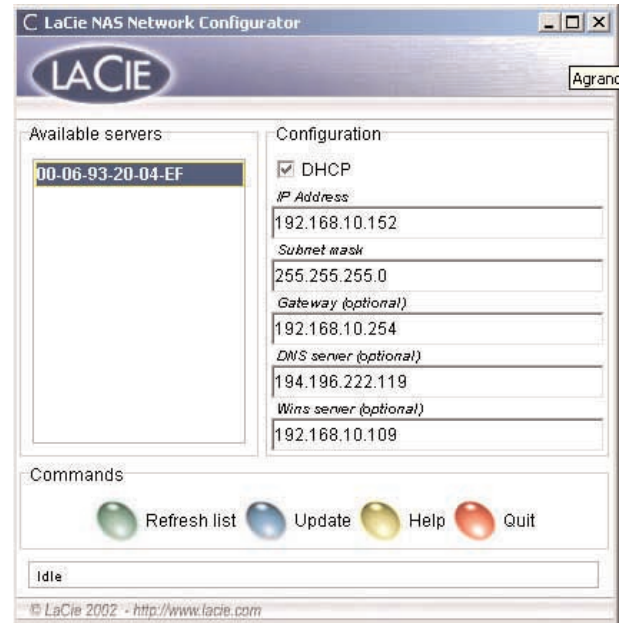 LaCie NAS Network Configurator
LACIE
Agrand
Available servers
00-06-93-20-04-EF
Configuration
DHCP
IP Address
192.168.10.152
Subnet mask
255.255.255.0
Gateway (optional)
192.168.10.254
DNS server (optional)
194.196.222.119
Wins server (optional)
192.168.10.109
Commands
Refresh list
Update
Help
Quit
Idle
© LaCie 2002 - http://www.lacie.com